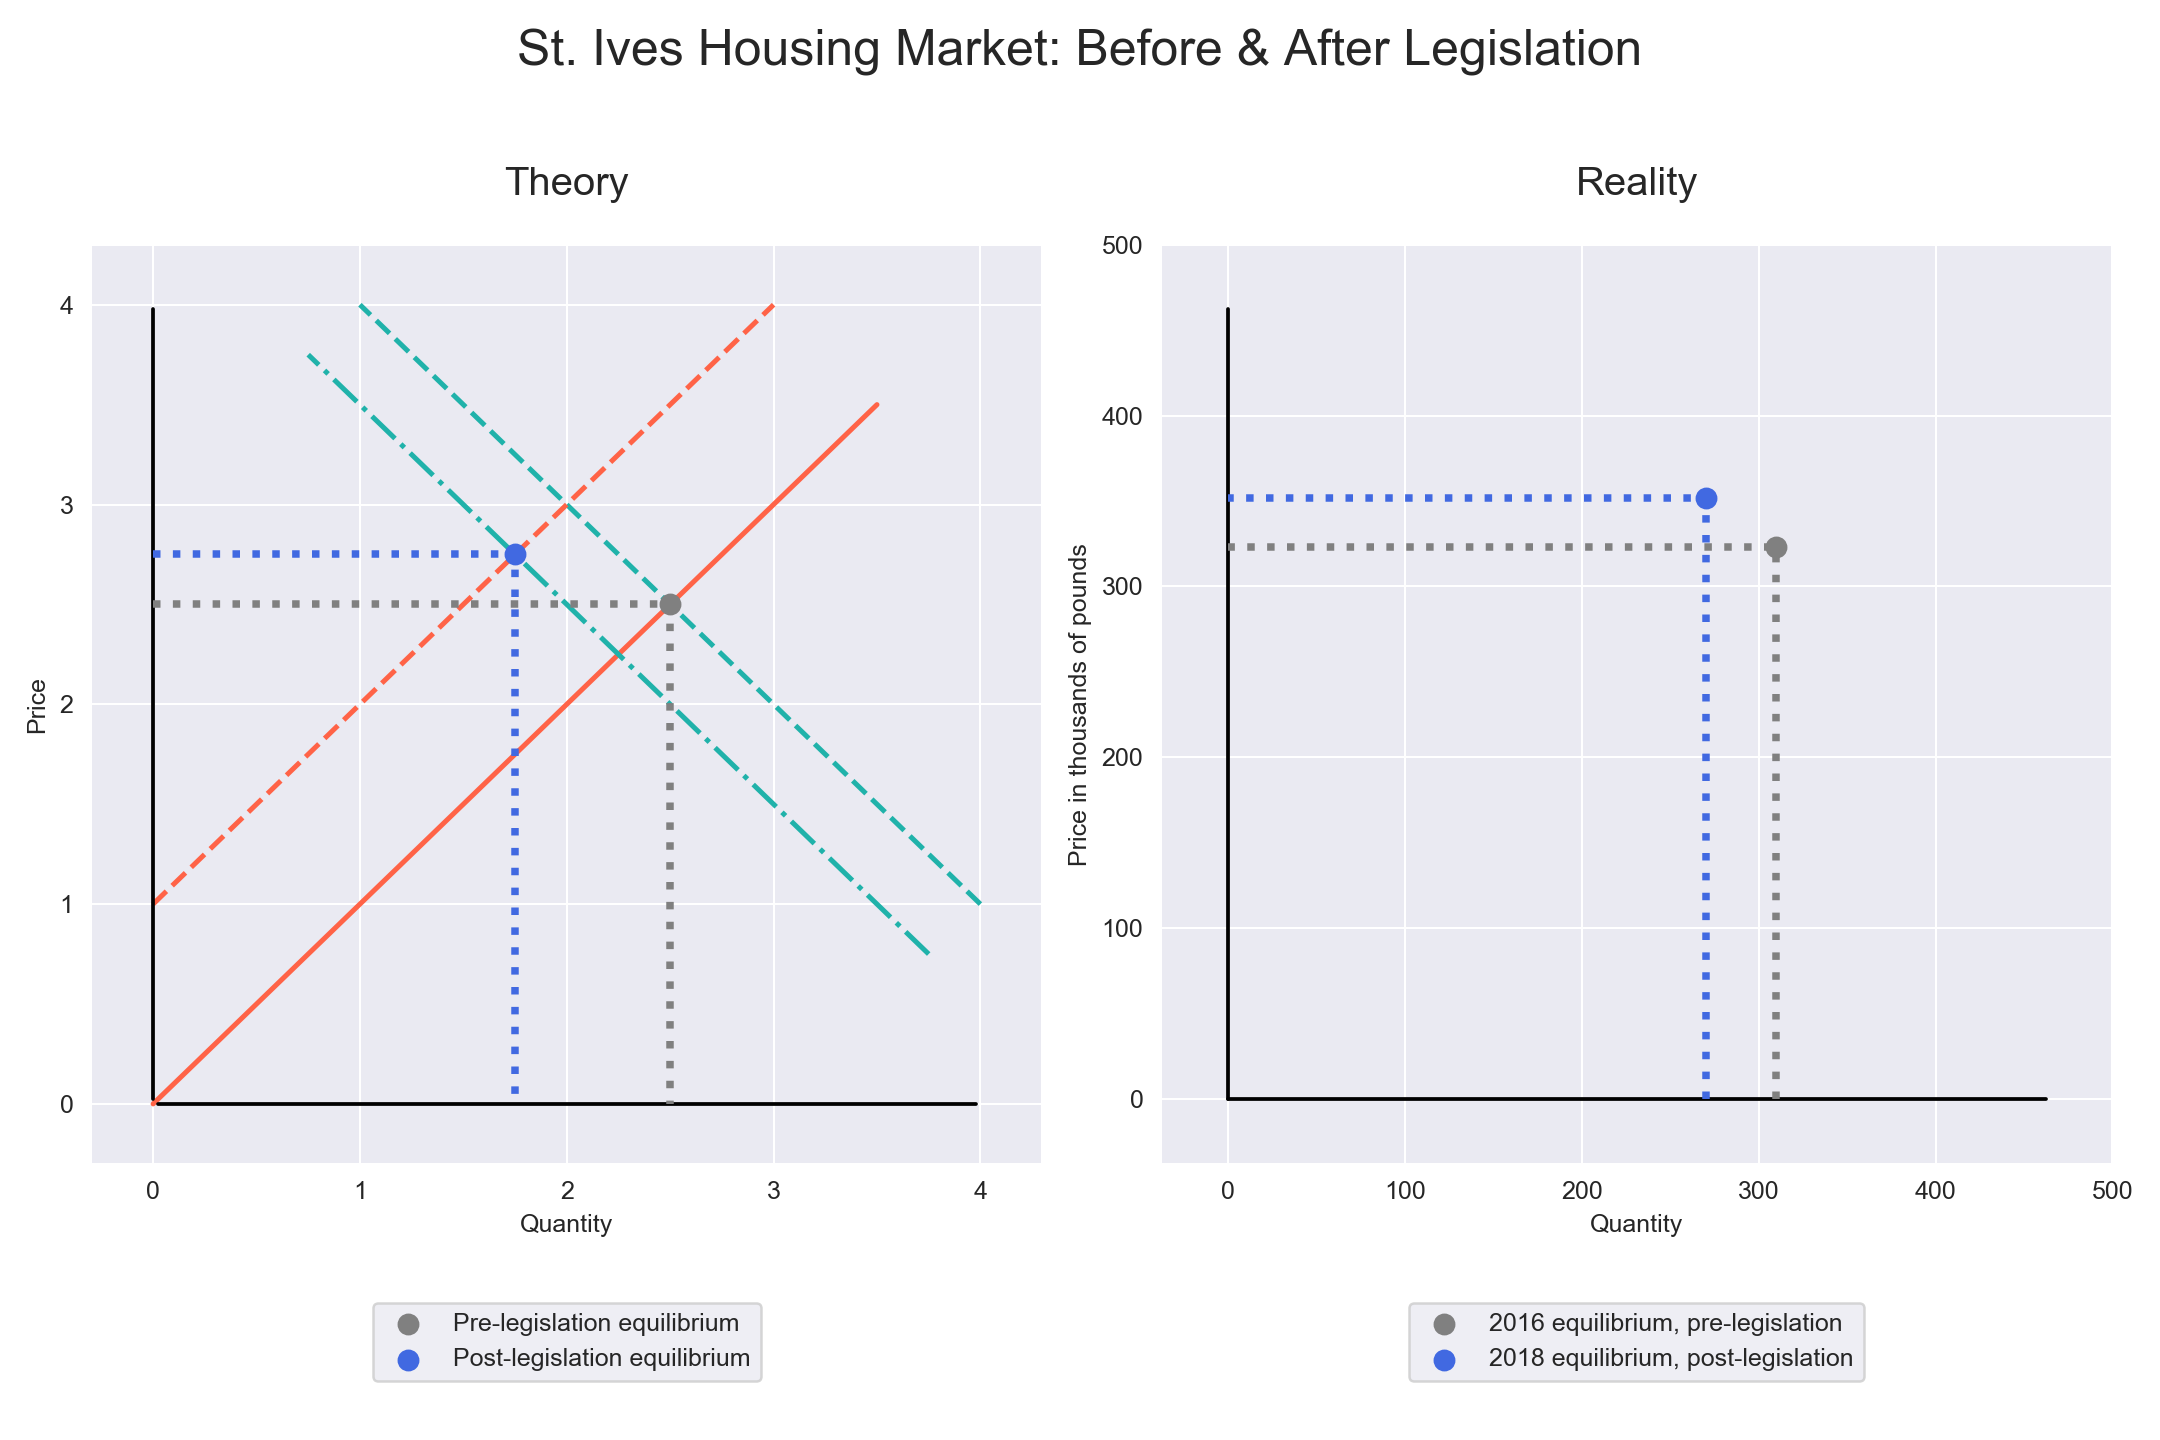 St. Ives Housing Market: Before & After Legislation
Theory
4
3
2
1
0
Price
0 1 2 3 4
Quantity
Pre-legislation equilibrium
Post-legislation equilibrium
Reality
500
400
300
200
100
0
Price in thousands of pounds
0 100 200 300 400 500
Quantity
2016 equilibrium, pre-legislation
2018 equilibrium, post-legislation